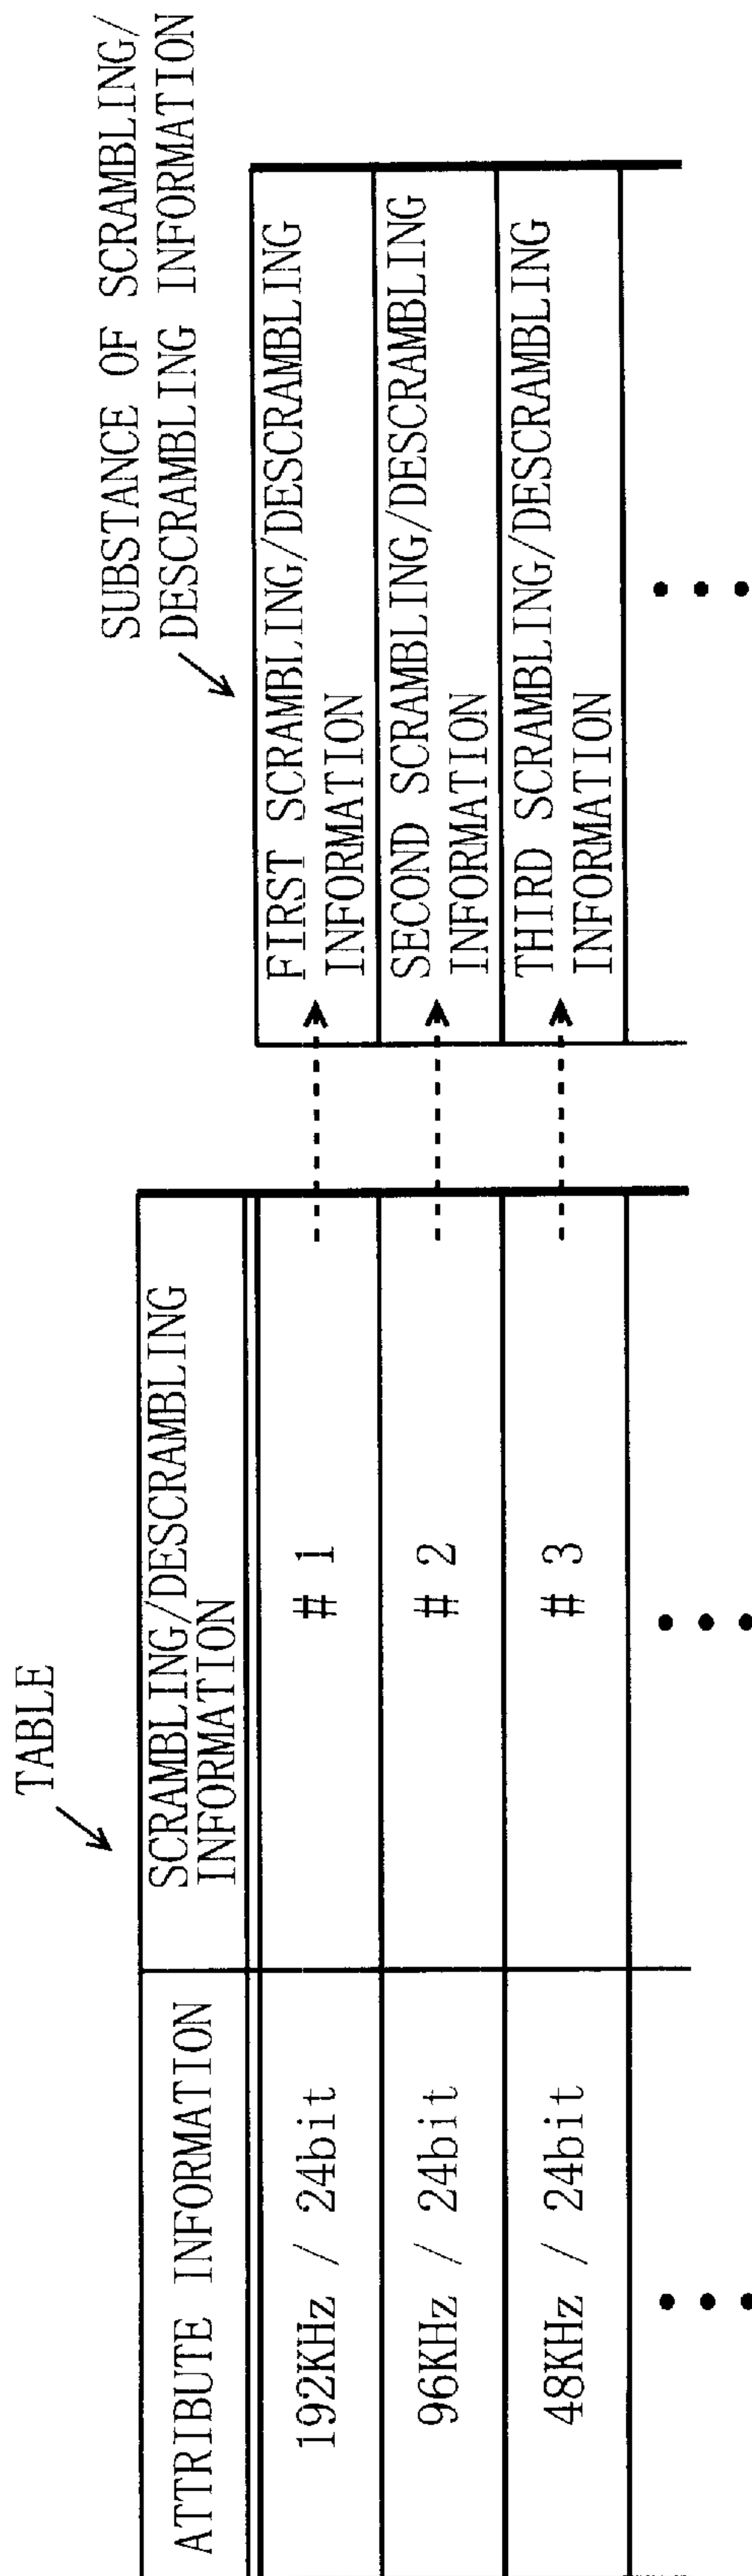 TABLE
ATTRIBUTE INFORMATION
SCRAMBLING/DESCRAMBLING
INFORMATION
192KHz / 24bit
# 1
96KHz / 24bit
# 2
48KHz / 24bit
# 3
SUBSTANCE OF SCRAMBLING/
DESCRAMBLING INFORMATION
FIRST SCRAMBLING/DESCRAMBLING
INFORMATION
SECOND SCRAMBLING/DESCRAMBLING
INFORMATION
THIRD SCRAMBLING/DESCRAMBLING
INFORMATION